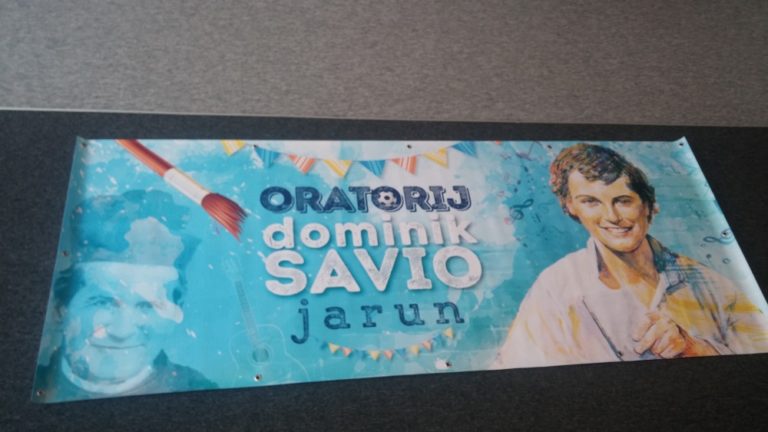 ORATORIJ
dominik
SAVIO
jarun